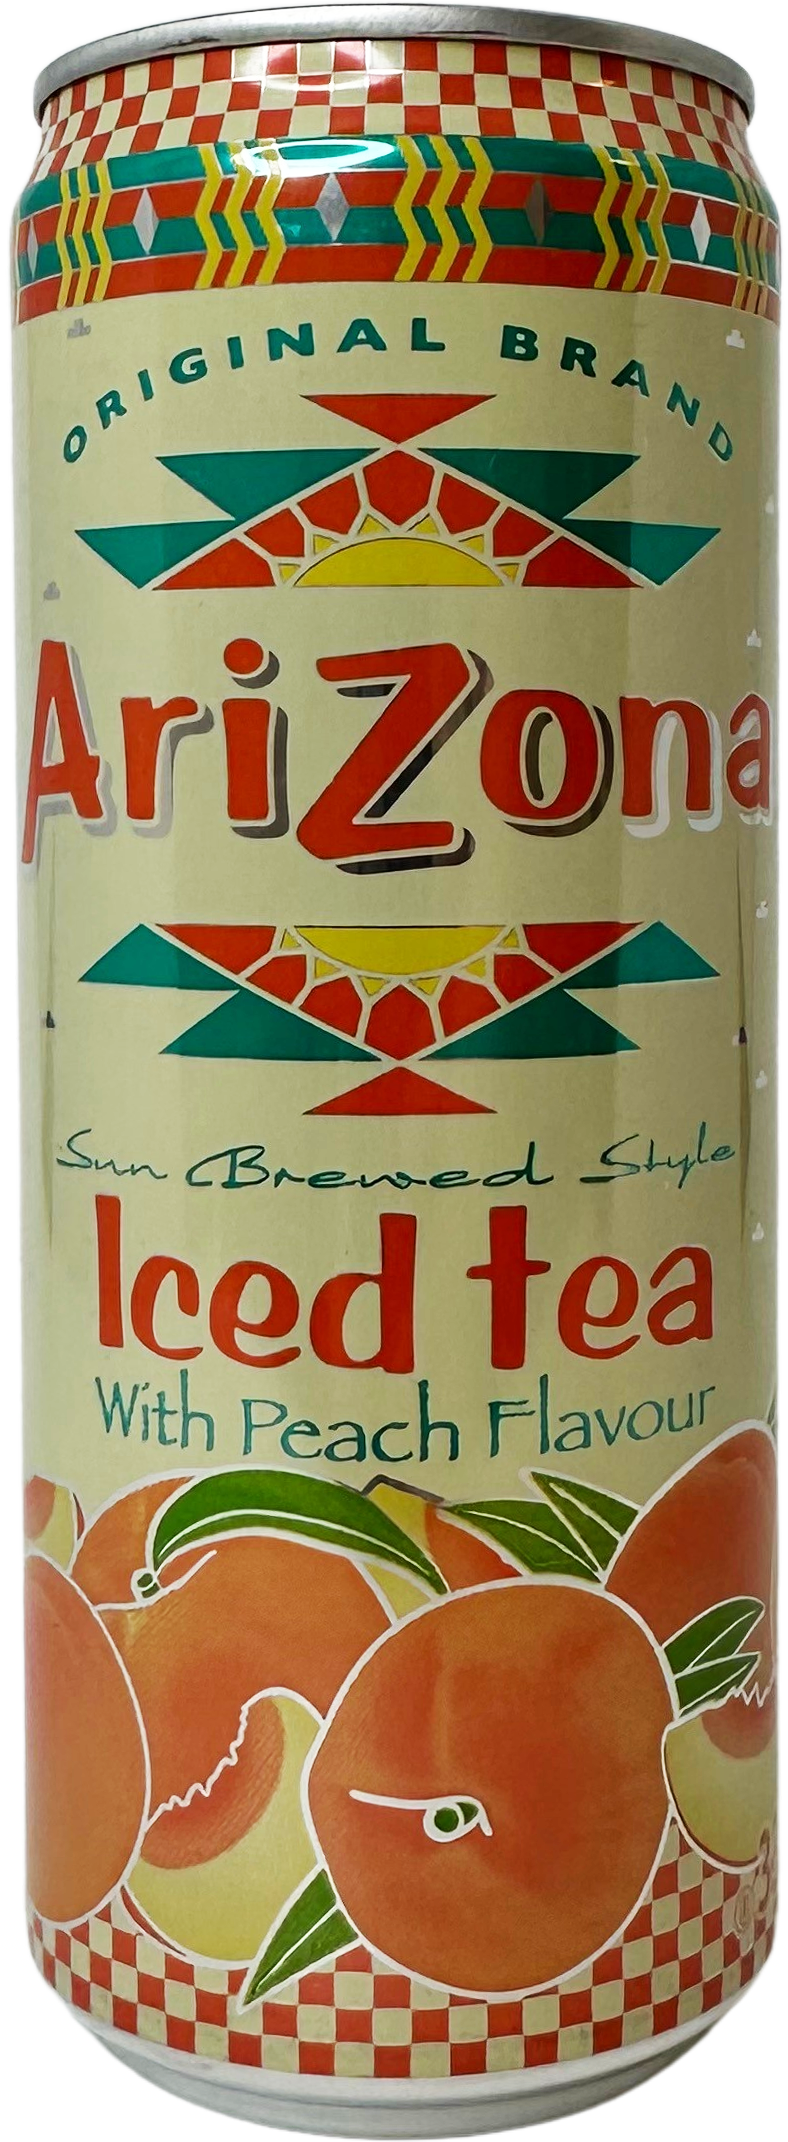 ORIGINAL BRAND
AriZona
Sun Brewed Style
Iced tea
With Peach Flavour